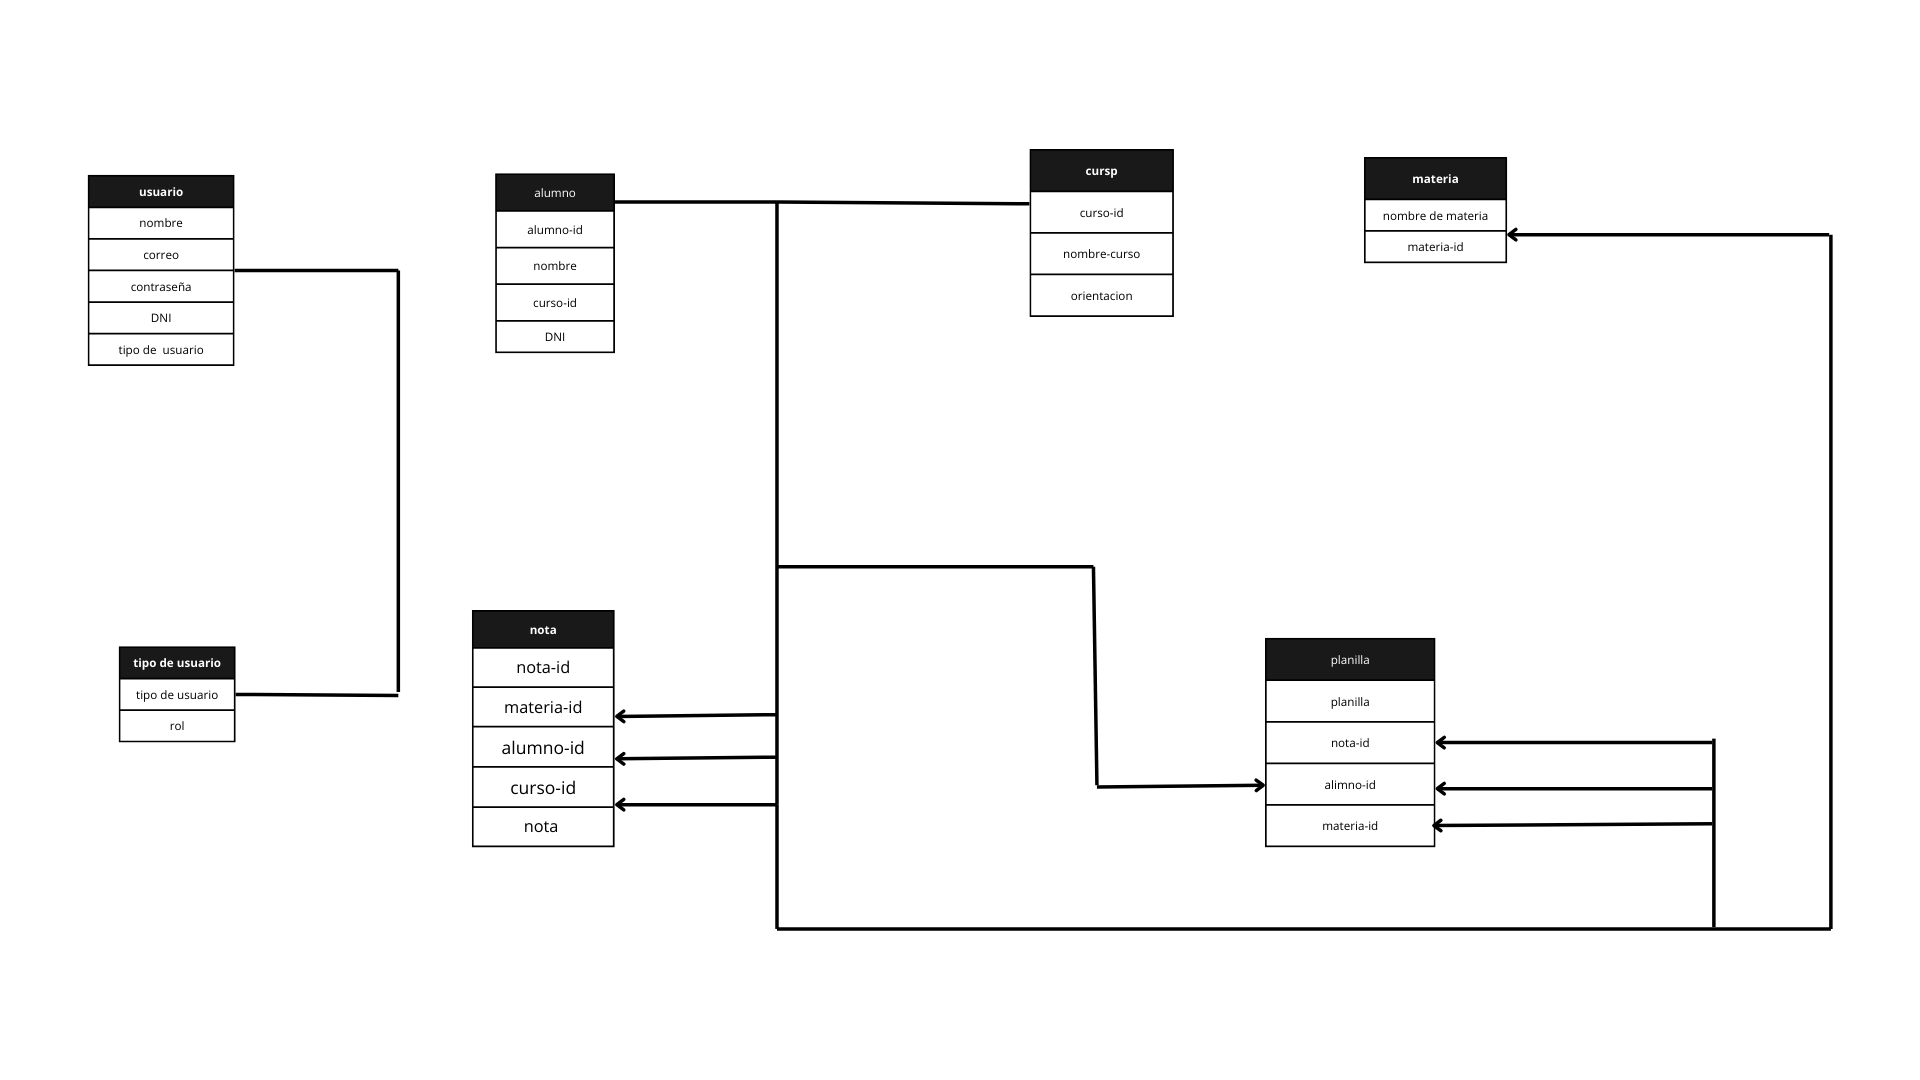 usuario
nombre
correo
contraseña
DNI
tipo de usuario
alumno
alumno-id
nombre
curso-id
DNI
cursp
curso-id
nombre-curso
orientacion
materia
nombre de materia
materia-id
tipo de usuario
tipo de usuario
rol
nota
nota-id
materia-id
alumno-id
curso-id
nota
planilla
planilla
nota-id
alimno-id
materia-id